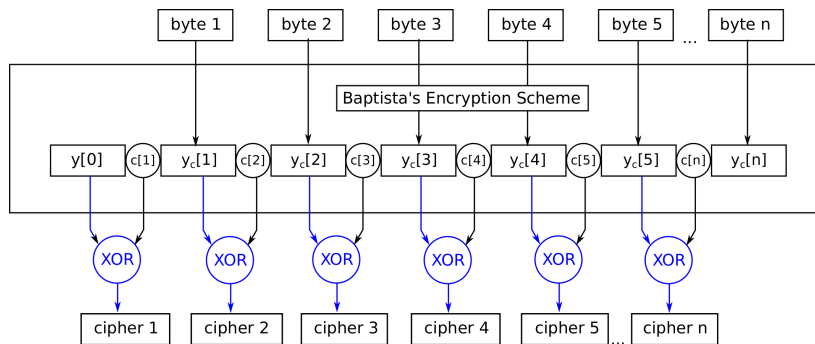 byte 1 byte 2 byte 3 byte 4 byte 5 ... byte n
Baptista's Encryption Scheme
y[0] c[1] yc[1] c[2] yc[2] c[3] yc[3] c[4] yc[4] c[5] yc[5] c[n] yc[n]
XOR XOR XOR XOR XOR XOR
cipher 1 cipher 2 cipher 3 cipher 4 cipher 5 ... cipher n